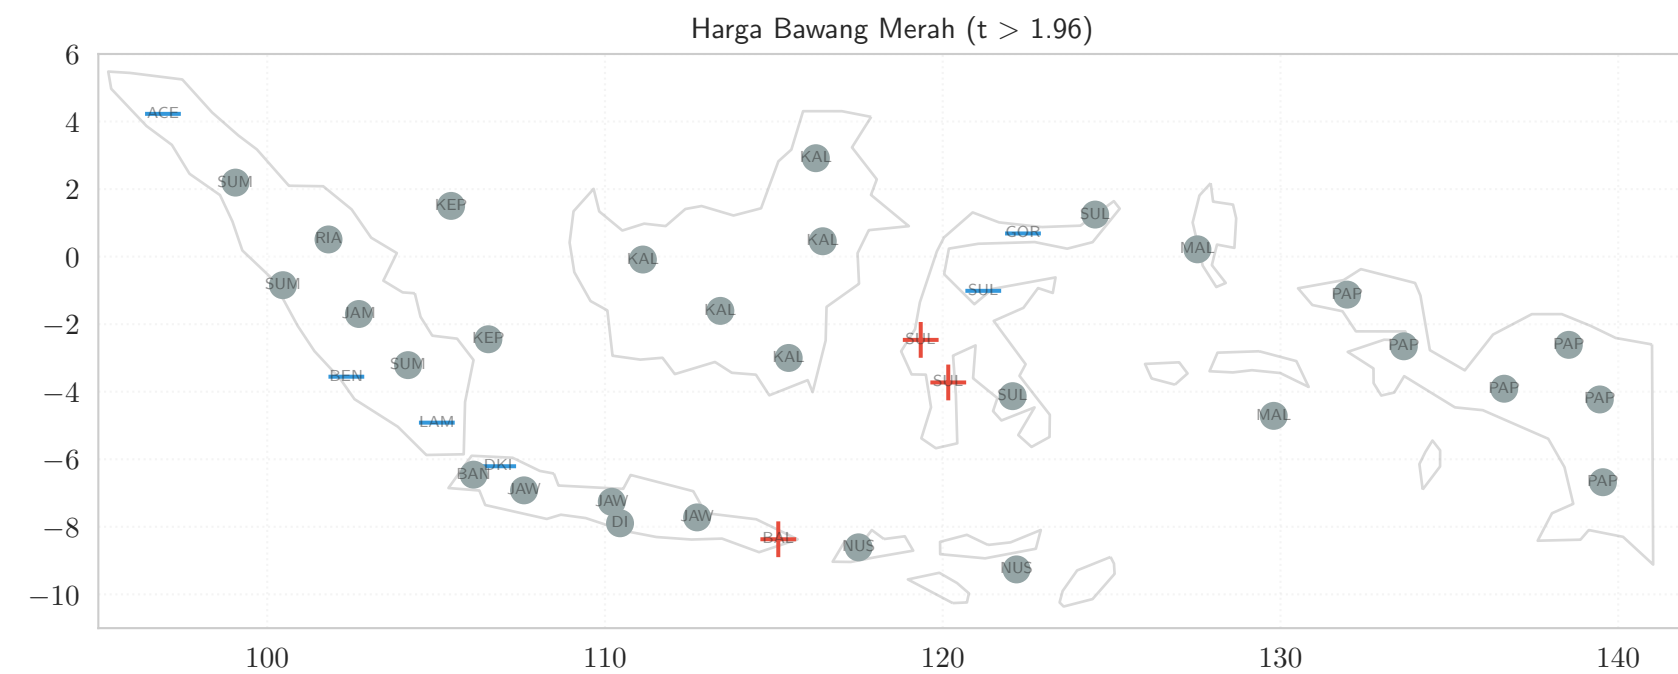 Harga Bawang Merah (t > 1.96)
6
4
2
0
−2
−4
−6
−8
−10
ACE
SUM
KEP
RIA
SUM
JAM
KEP
SUM
BEN
LAM
DKI
BAN
JAW
JAW
DI
JAW
BAL
NUS
NUS
KAL
KAL
KAL
KAL
KAL
SUL
GOR
SUL
SUL
SUL
SUL
MAL
MAL
PAP
PAP
PAP
PAP
PAP
PAP
100
110
120
130
140